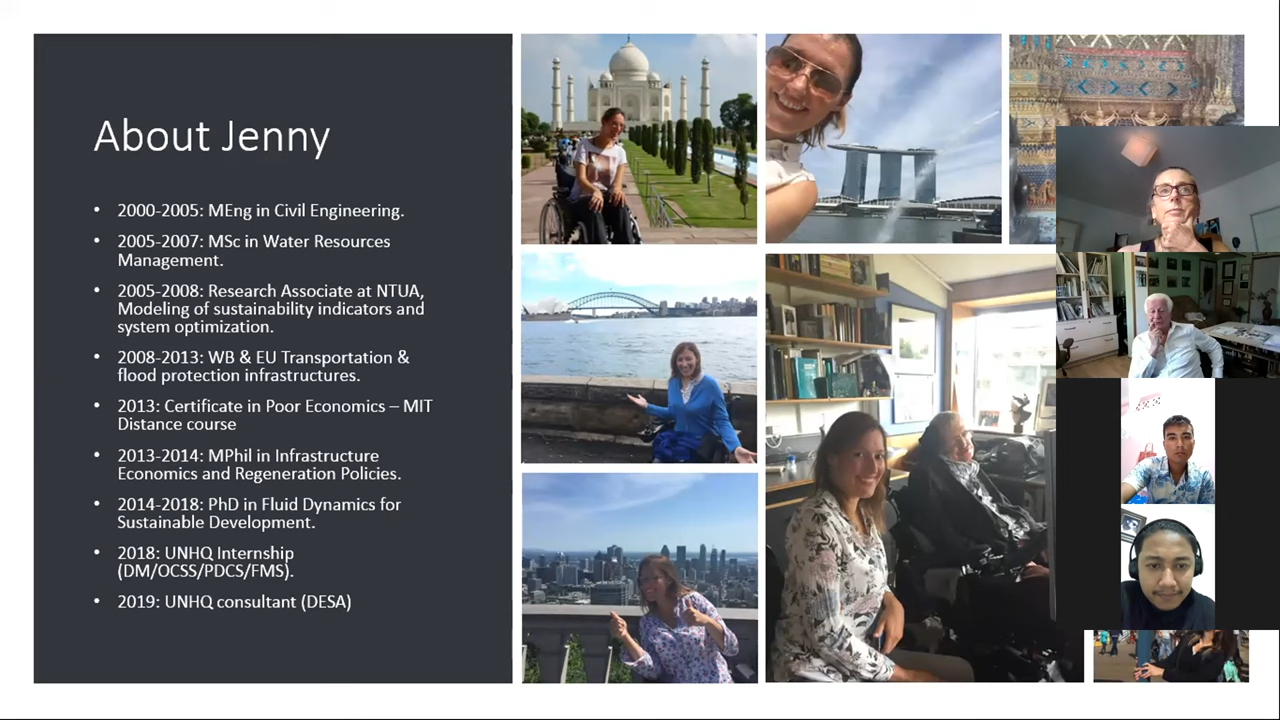 About Jenny
• 2000-2005: MEng in Civil Engineering.
• 2005-2007: MSc in Water Resources
Management.
• 2005-2008: Research Associate at NTUA,
Modeling of sustainability indicators and
system optimization.
• 2008-2013: WB & EU Transportation &
flood protection infrastructures.
• 2013: Certificate in Poor Economics – MIT
Distance course
• 2013-2014: MPhil in Infrastructure
Economics and Regeneration Policies.
• 2014-2018: PhD in Fluid Dynamics for
Sustainable Development.
• 2018: UNHQ Internship
(DM/OCSS/PDCS/FMS).
• 2019: UNHQ consultant (DESA)